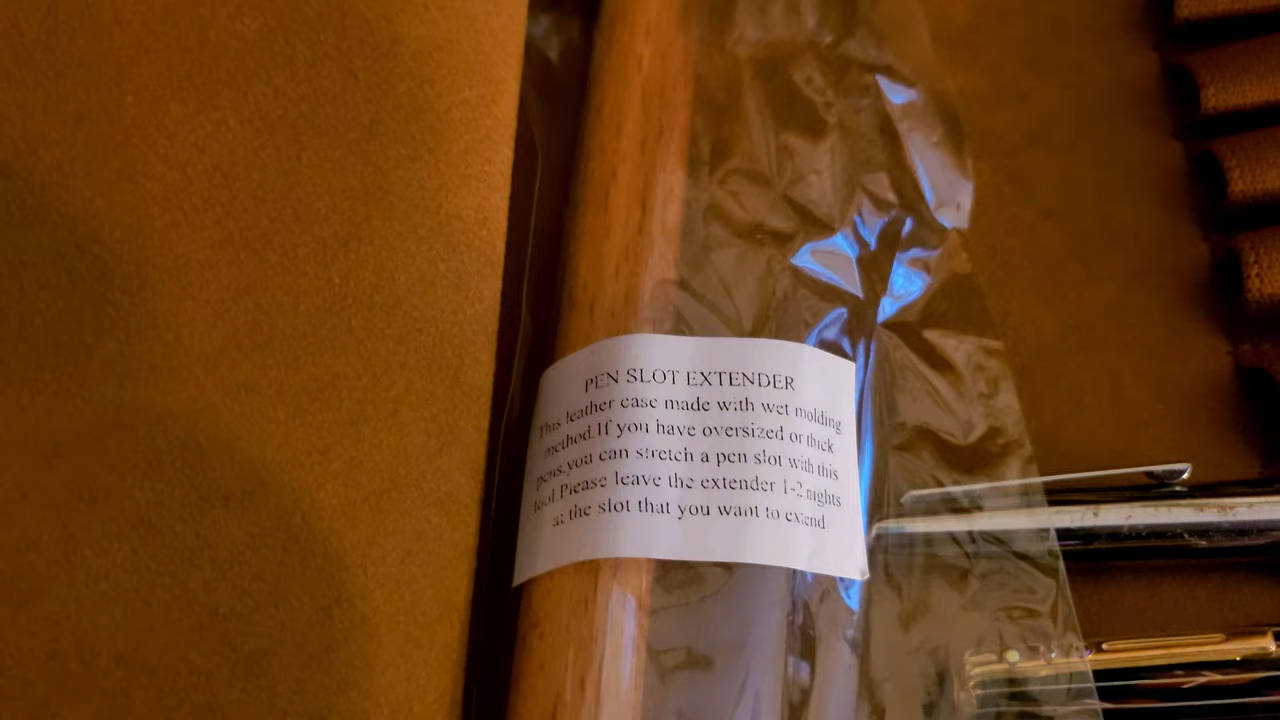 PEN SLOT EXTENDER
This leather case made with wet molding
method.If you have oversized or thick
pens,you can stretch a pen slot with this
tool.Please leave the extender 1-2 nights
at the slot that you want to extend.